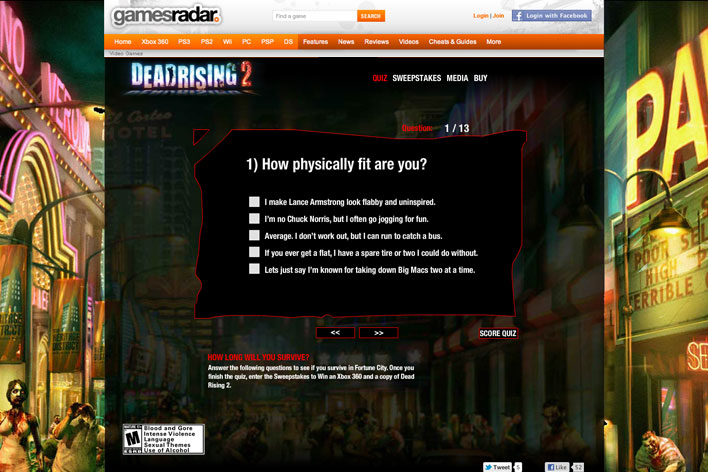 gamesradar.
Find a game
SEARCH
Login | Join
Login with Facebook
Home Xbox 360 PS3 PS2 Wii PC PSP DS Features News Reviews Videos Cheats & Guides More
Video Games
DEADRISING 2
QUIZ SWEEPSTAKES MEDIA BUY
Question: 1 / 13
1) How physically fit are you?
I make Lance Armstrong look flabby and uninspired.
I'm no Chuck Norris, but I often go jogging for fun.
Average. I don't work out, but I can run to catch a bus.
If you ever get a flat, I have a spare tire or two I could do without.
Lets just say I'm known for taking down Big Macs two at a time.
<< >> SCORE QUIZ
HOW LONG WILL YOU SURVIVE?
Answer the following questions to see if you survive in Fortune City. Once you
finish the quiz, enter the Sweepstakes to Win an Xbox 360 and a copy of Dead
Rising 2.
M
Blood and Gore
Intense Violence
Language
Sexual Themes
Use of Alcohol
Tweet 5
Like 52
HOTEL
PA
POOR
HIGH